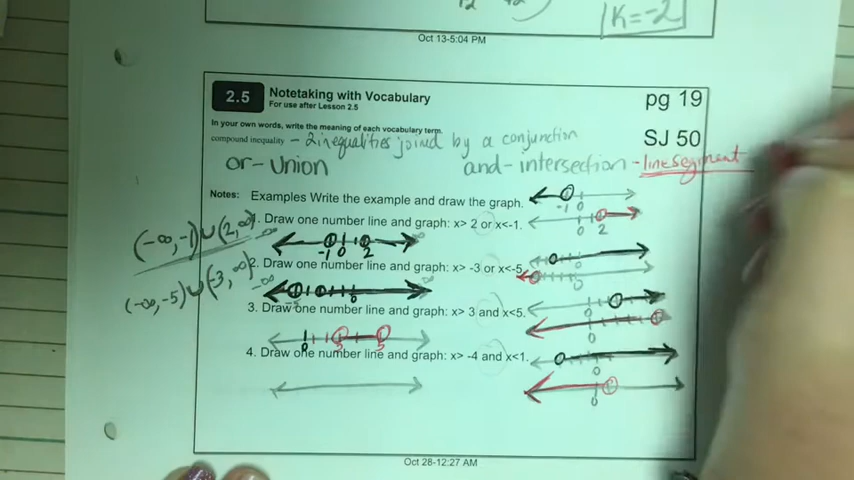 K=-2
Oct 13-5:04 PM
2.5 Notetaking with Vocabulary pg 19
For use after Lesson 2.5
In your own words, write the meaning of each vocabulary term. SJ 50
compound inequality - 2 inequalities joined by a conjunction
or - Union and - intersection - line segment
Notes: Examples Write the example and draw the graph.
-1 0
(-∞, -1) ∪ (2, ∞) 1. Draw one number line and graph: x> 2 or x<-1.
0 2
-∞ -1 0 2 ∞
2. Draw one number line and graph: x> -3 or x<-5.
(-∞, -5) ∪ (-3, ∞) -∞ 0 ∞
3. Draw one number line and graph: x> 3 and x<5.
0 3 5 0
4. Draw one number line and graph: x> -4 and x<1.
0
0
Oct 28-12:27 AM